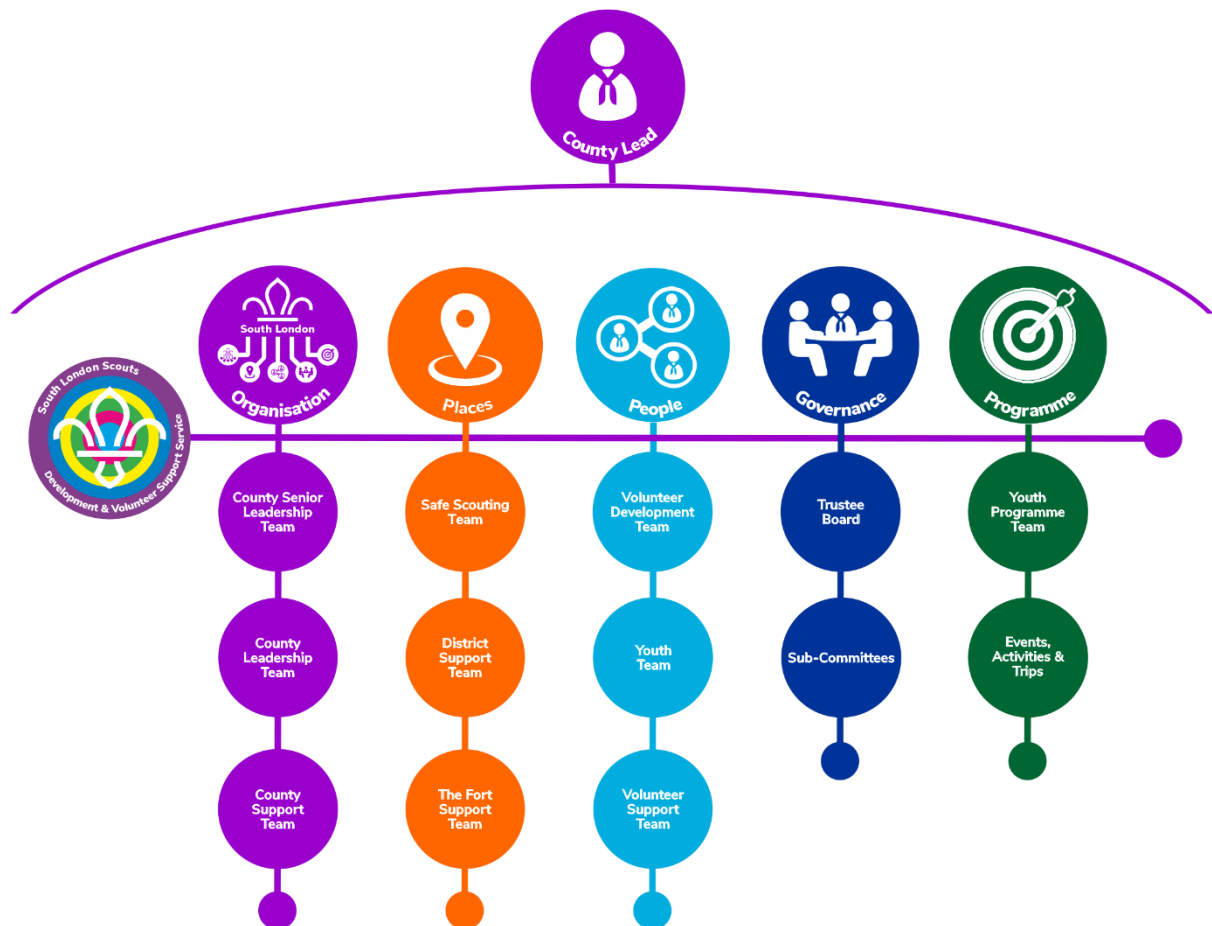 County Lead
South London
Organisation
Places
People
Governance
Programme
South London Scouts
Development & Volunteer Support Service
County Senior
Leadership
Team
Safe Scouting
Team
Volunteer
Development
Team
Trustee
Board
Youth
Programme
Team
County
Leadership
Team
District
Support
Team
Youth
Team
Sub-Committees
Events,
Activities &
Trips
County
Support
Team
The Fort
Support
Team
Volunteer
Support
Team